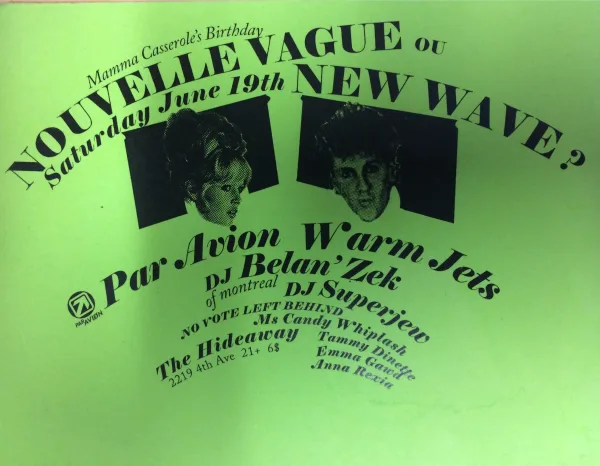 Mamma Casserole's Birthday
NOUVELLE VAGUE OU
Saturday June 19th NEW WAVE?
PAR AVION
@ Par Avion Warm Jets
DJ Belan'Zek
of montreal DJ Superjew
NO VOTE LEFT BEHIND
Ms Candy Whiplash
The Hideaway Tammy Dinette
2219 4th Ave 21+ 6$ Emma Gawd
Anna Rexia